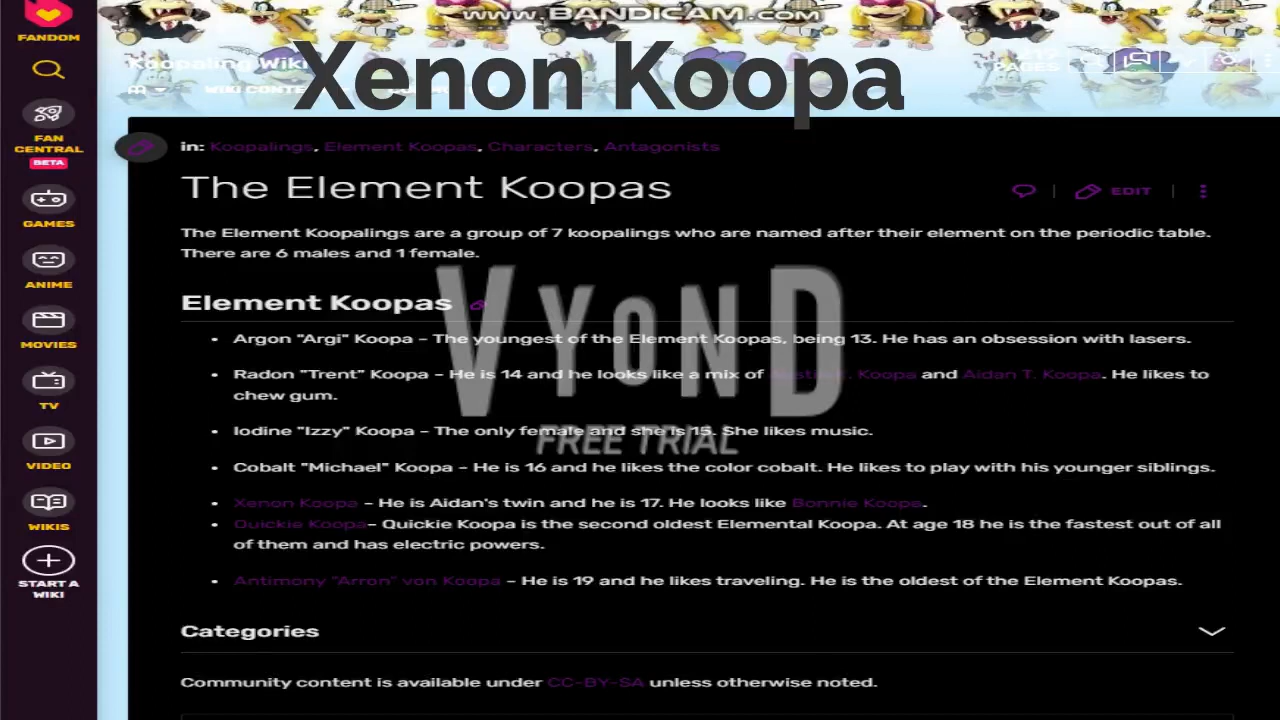 www.BANDICAM.com
FANDOM
Koopaling Wiki
Xenon Koopa
PAGES
WIKI CONTE
FAN
CENTRAL
BETA
GAMES
ANIME
MOVIES
TV
VIDEO
WIKIS
START A
WIKI
in: Koopalings, Element Koopas, Characters, Antagonists
The Element Koopas
EDIT
The Element Koopalings are a group of 7 koopalings who are named after their element on the periodic table.
There are 6 males and 1 female.
Element Koopas
VYOND
FREE TRIAL
• Argon "Argi" Koopa - The youngest of the Element Koopas, being 13. He has an obsession with lasers.
• Radon "Trent" Koopa - He is 14 and he looks like a mix of Koopa and Aidan T. Koopa. He likes to
chew gum.
• Iodine "Izzy" Koopa - The only female and she is 15. She likes music.
• Cobalt "Michael" Koopa - He is 16 and he likes the color cobalt. He likes to play with his younger siblings.
• Xenon Koopa - He is Aidan's twin and he is 17. He looks like Bonnie Koopa.
• Quickie Koopa- Quickie Koopa is the second oldest Elemental Koopa. At age 18 he is the fastest out of all
of them and has electric powers.
• Antimony "Arron" von Koopa - He is 19 and he likes traveling. He is the oldest of the Element Koopas.
Categories
Community content is available under CC-BY-SA unless otherwise noted.